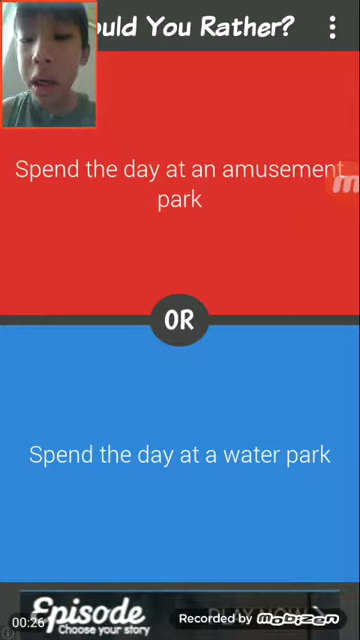 ould You Rather?
Spend the day at an amusement
park
OR
Spend the day at a water park
Episode
Choose your story
00:26
Recorded by mobizen